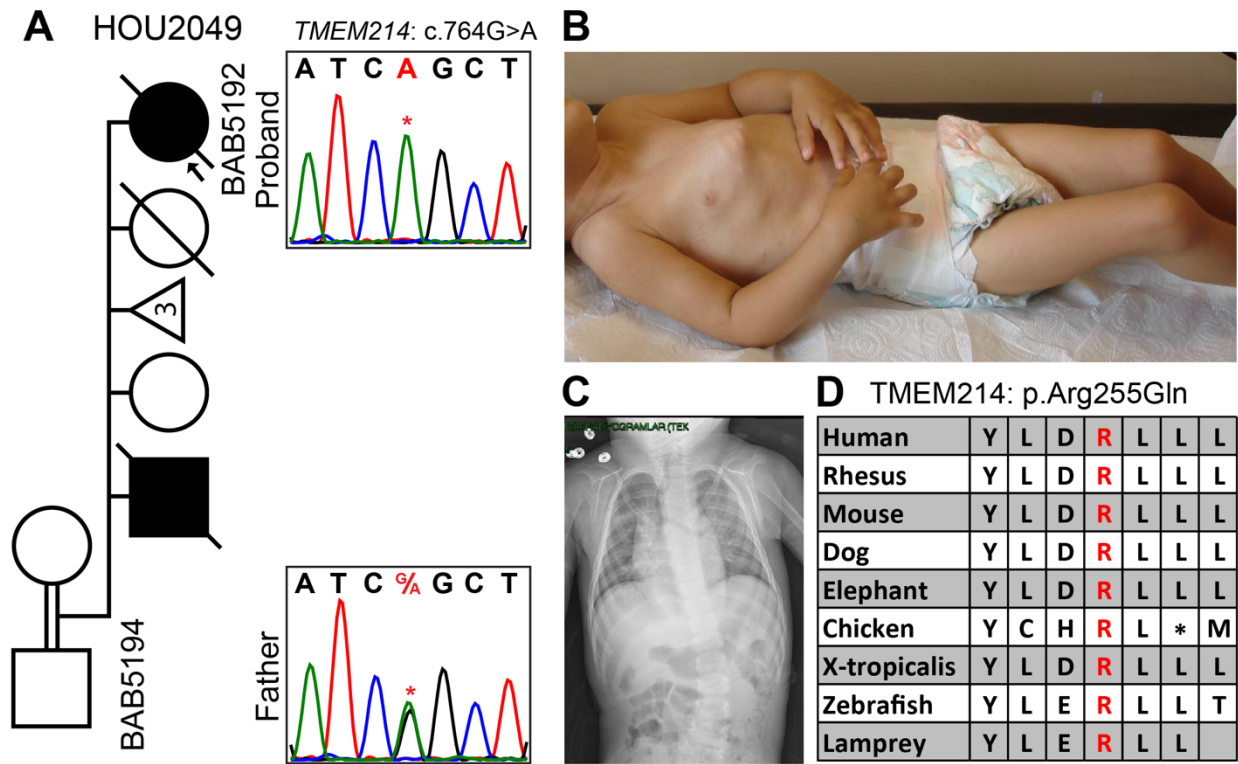 A HOU2049
TMEM214: c.764G>A
BAB5192
Proband
A T C A G C T
*
3
BAB5194
Father
A T C G/A G C T
*
B
C
D TMEM214: p.Arg255Gln
Human Y L D R L L L
Rhesus Y L D R L L L
Mouse Y L D R L L L
Dog Y L D R L L L
Elephant Y L D R L L L
Chicken Y C H R L * M
X-tropicalis Y L D R L L L
Zebrafish Y L E R L L T
Lamprey Y L E R L L